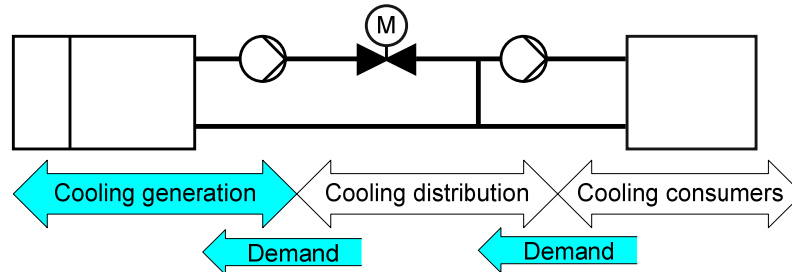 M
Cooling generation
Cooling distribution
Cooling consumers
Demand
Demand